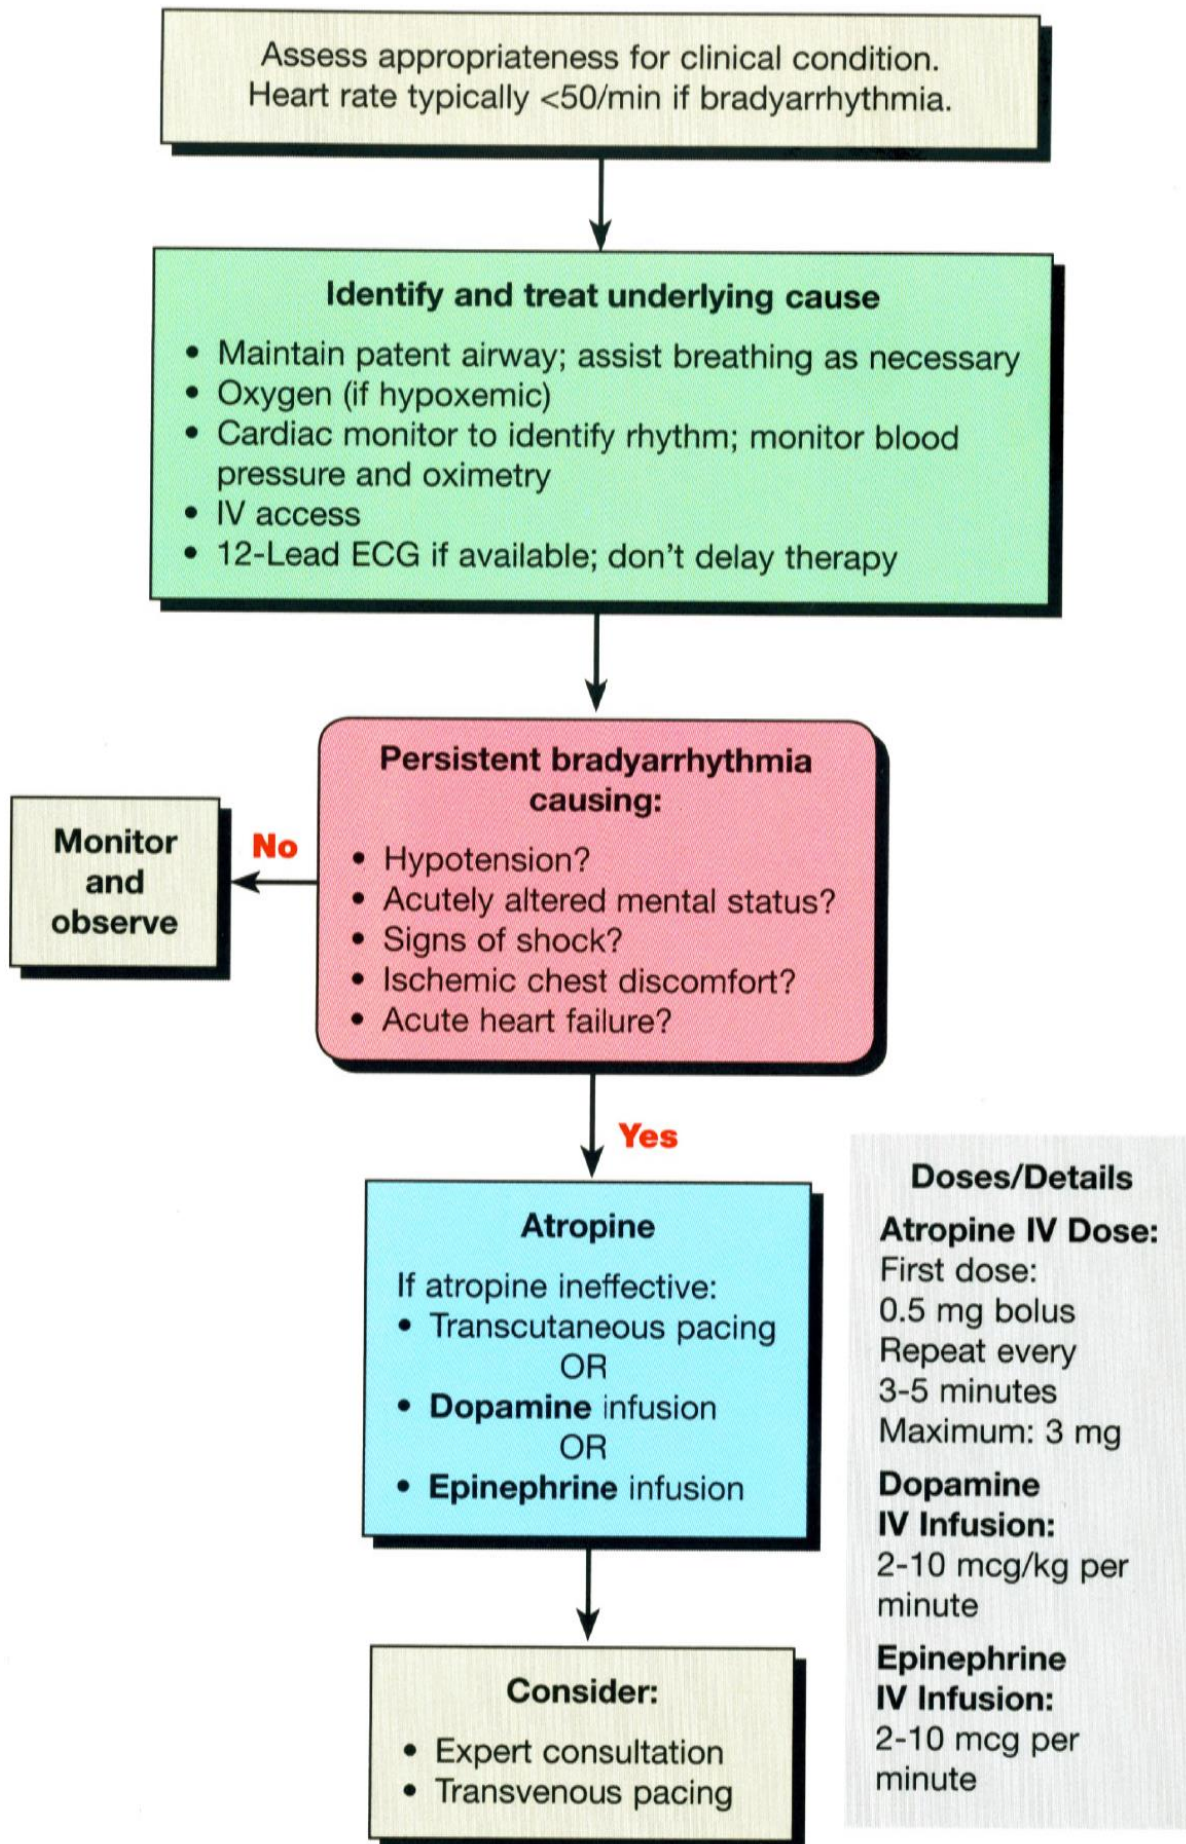 Assess appropriateness for clinical condition.
Heart rate typically <50/min if bradyarrhythmia.
Identify and treat underlying cause
• Maintain patent airway; assist breathing as necessary
• Oxygen (if hypoxemic)
• Cardiac monitor to identify rhythm; monitor blood
pressure and oximetry
• IV access
• 12-Lead ECG if available; don't delay therapy
Persistent bradyarrhythmia
causing:
• Hypotension?
• Acutely altered mental status?
• Signs of shock?
• Ischemic chest discomfort?
• Acute heart failure?
No
Monitor
and
observe
Yes
Atropine
If atropine ineffective:
• Transcutaneous pacing
OR
• Dopamine infusion
OR
• Epinephrine infusion
Doses/Details
Atropine IV Dose:
First dose:
0.5 mg bolus
Repeat every
3-5 minutes
Maximum: 3 mg
Dopamine
IV Infusion:
2-10 mcg/kg per
minute
Epinephrine
IV Infusion:
2-10 mcg per
minute
Consider:
• Expert consultation
• Transvenous pacing